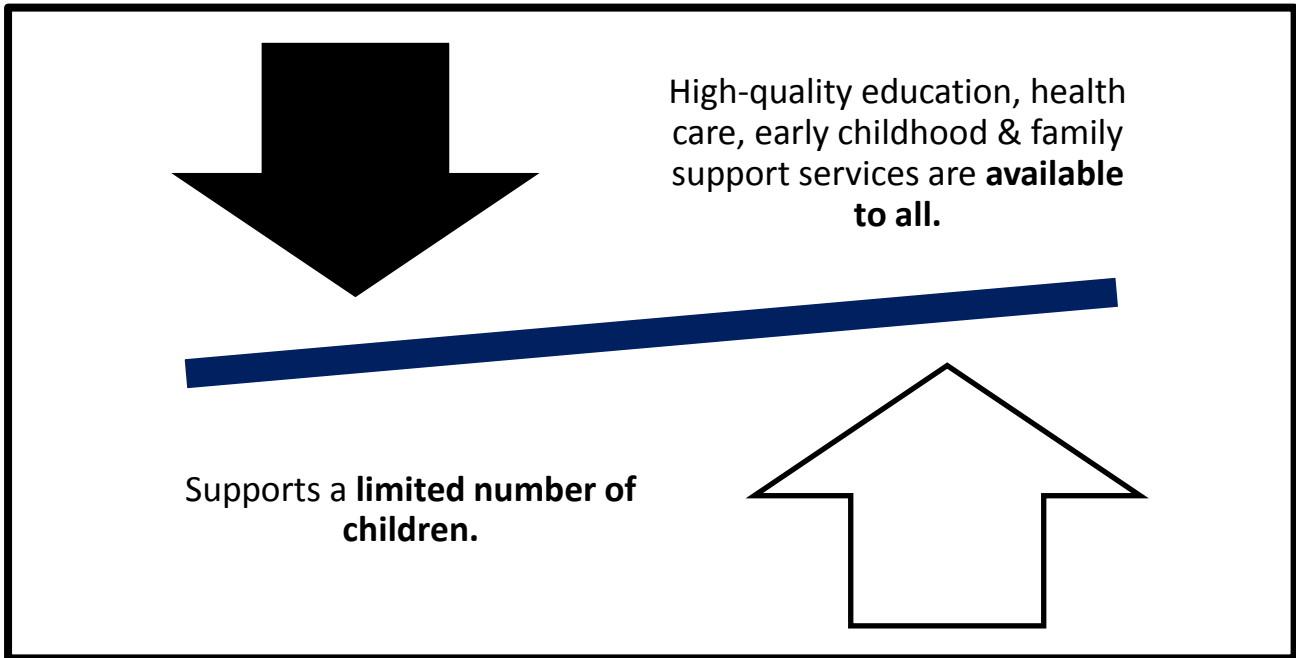 High-quality education, health
care, early childhood & family
support services are available
to all.
Supports a limited number of
children.